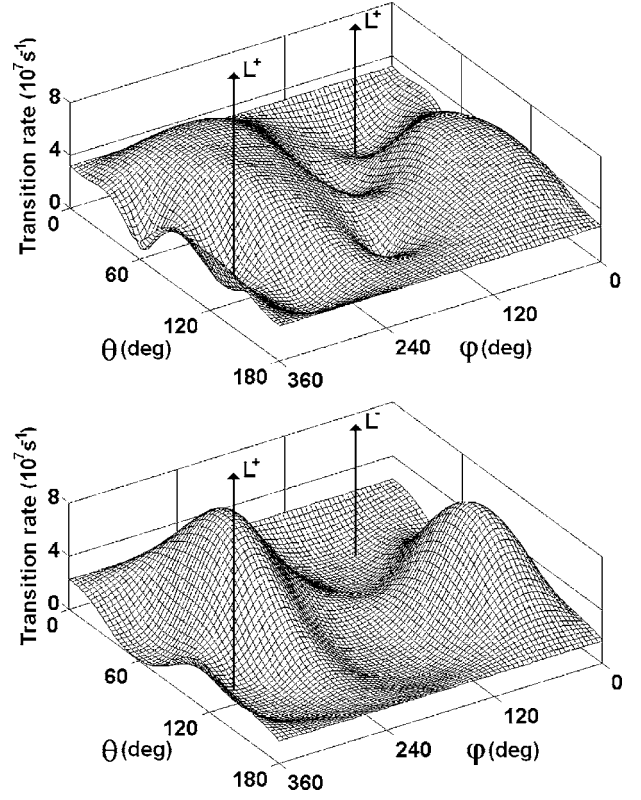 L⁺
L⁺
Transition rate (10⁷s⁻¹)
8
4
0
0
60
120
180
θ(deg)
360
240
120
0
φ(deg)
L⁻
L⁺
Transition rate (10⁷s⁻¹)
8
4
0
0
60
120
180
θ(deg)
360
240
120
0
φ(deg)